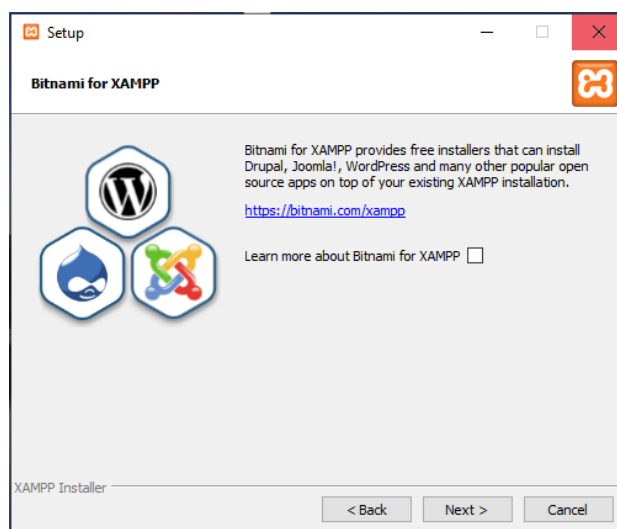 Setup
Bitnami for XAMPP
Bitnami for XAMPP provides free installers that can install
Drupal, Joomla!, WordPress and many other popular open
source apps on top of your existing XAMPP installation.
https://bitnami.com/xampp
Learn more about Bitnami for XAMPP
XAMPP Installer
< Back
Next >
Cancel